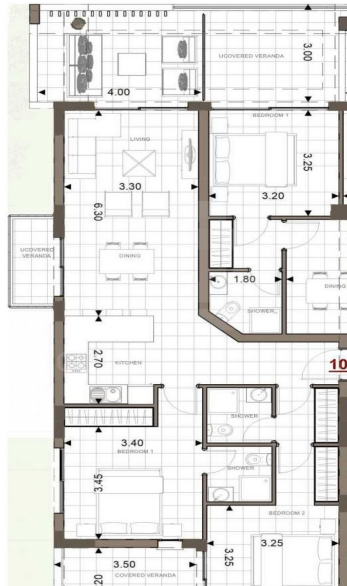 UCOVERED VERANDA
3.00
4.00
BEDROOM 1
LIVING
3.25
3.30
3.20
6.30
UCOVERED
VERANDA
DINING
1.80
DINING
SHOWER
2.70
KITCHEN
10
SHOWER
3.40
BEDROOM 1
3.45
SHOWER
BEDROOM 2
3.25
3.25
3.50
COVERED VERANDA
20